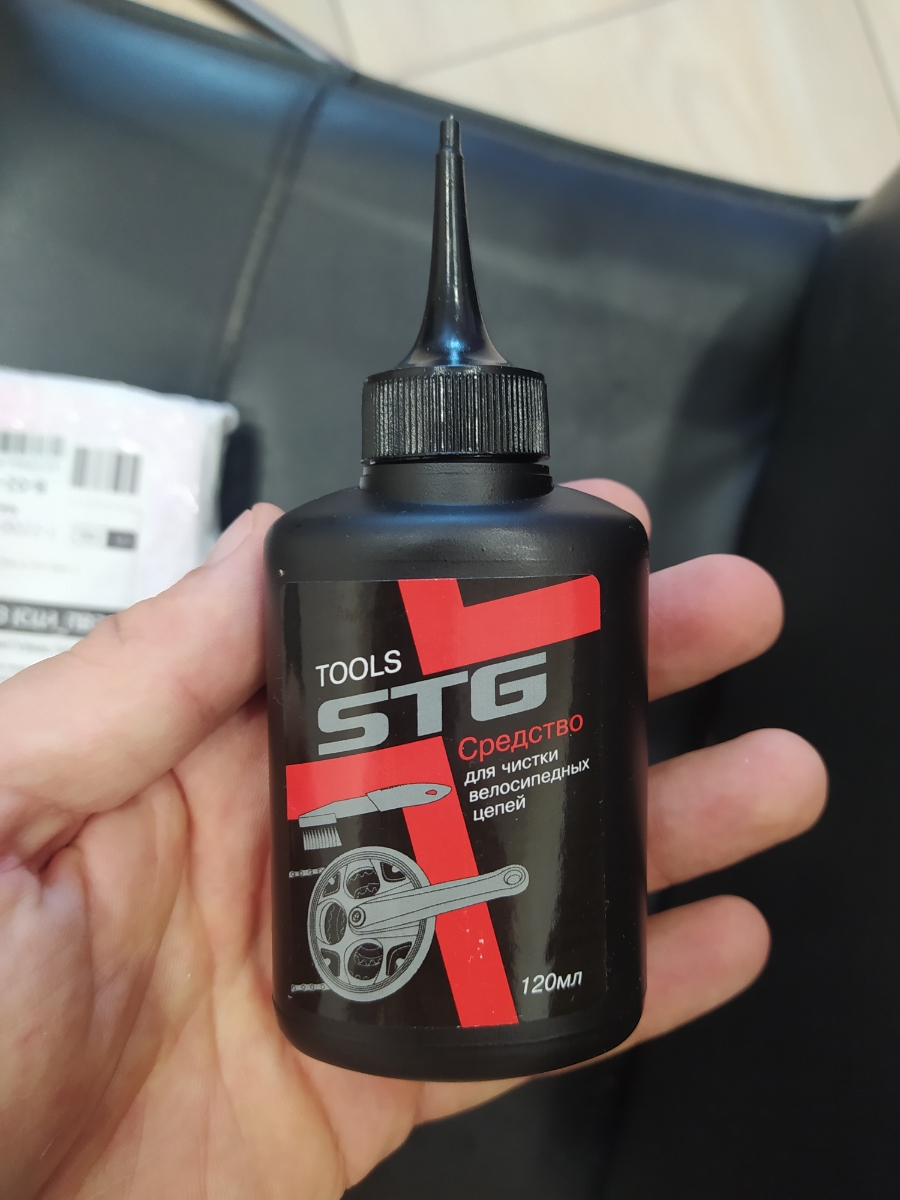 TOOLS
STG
Средство
для чистки
велосипедных
цепей
120мл